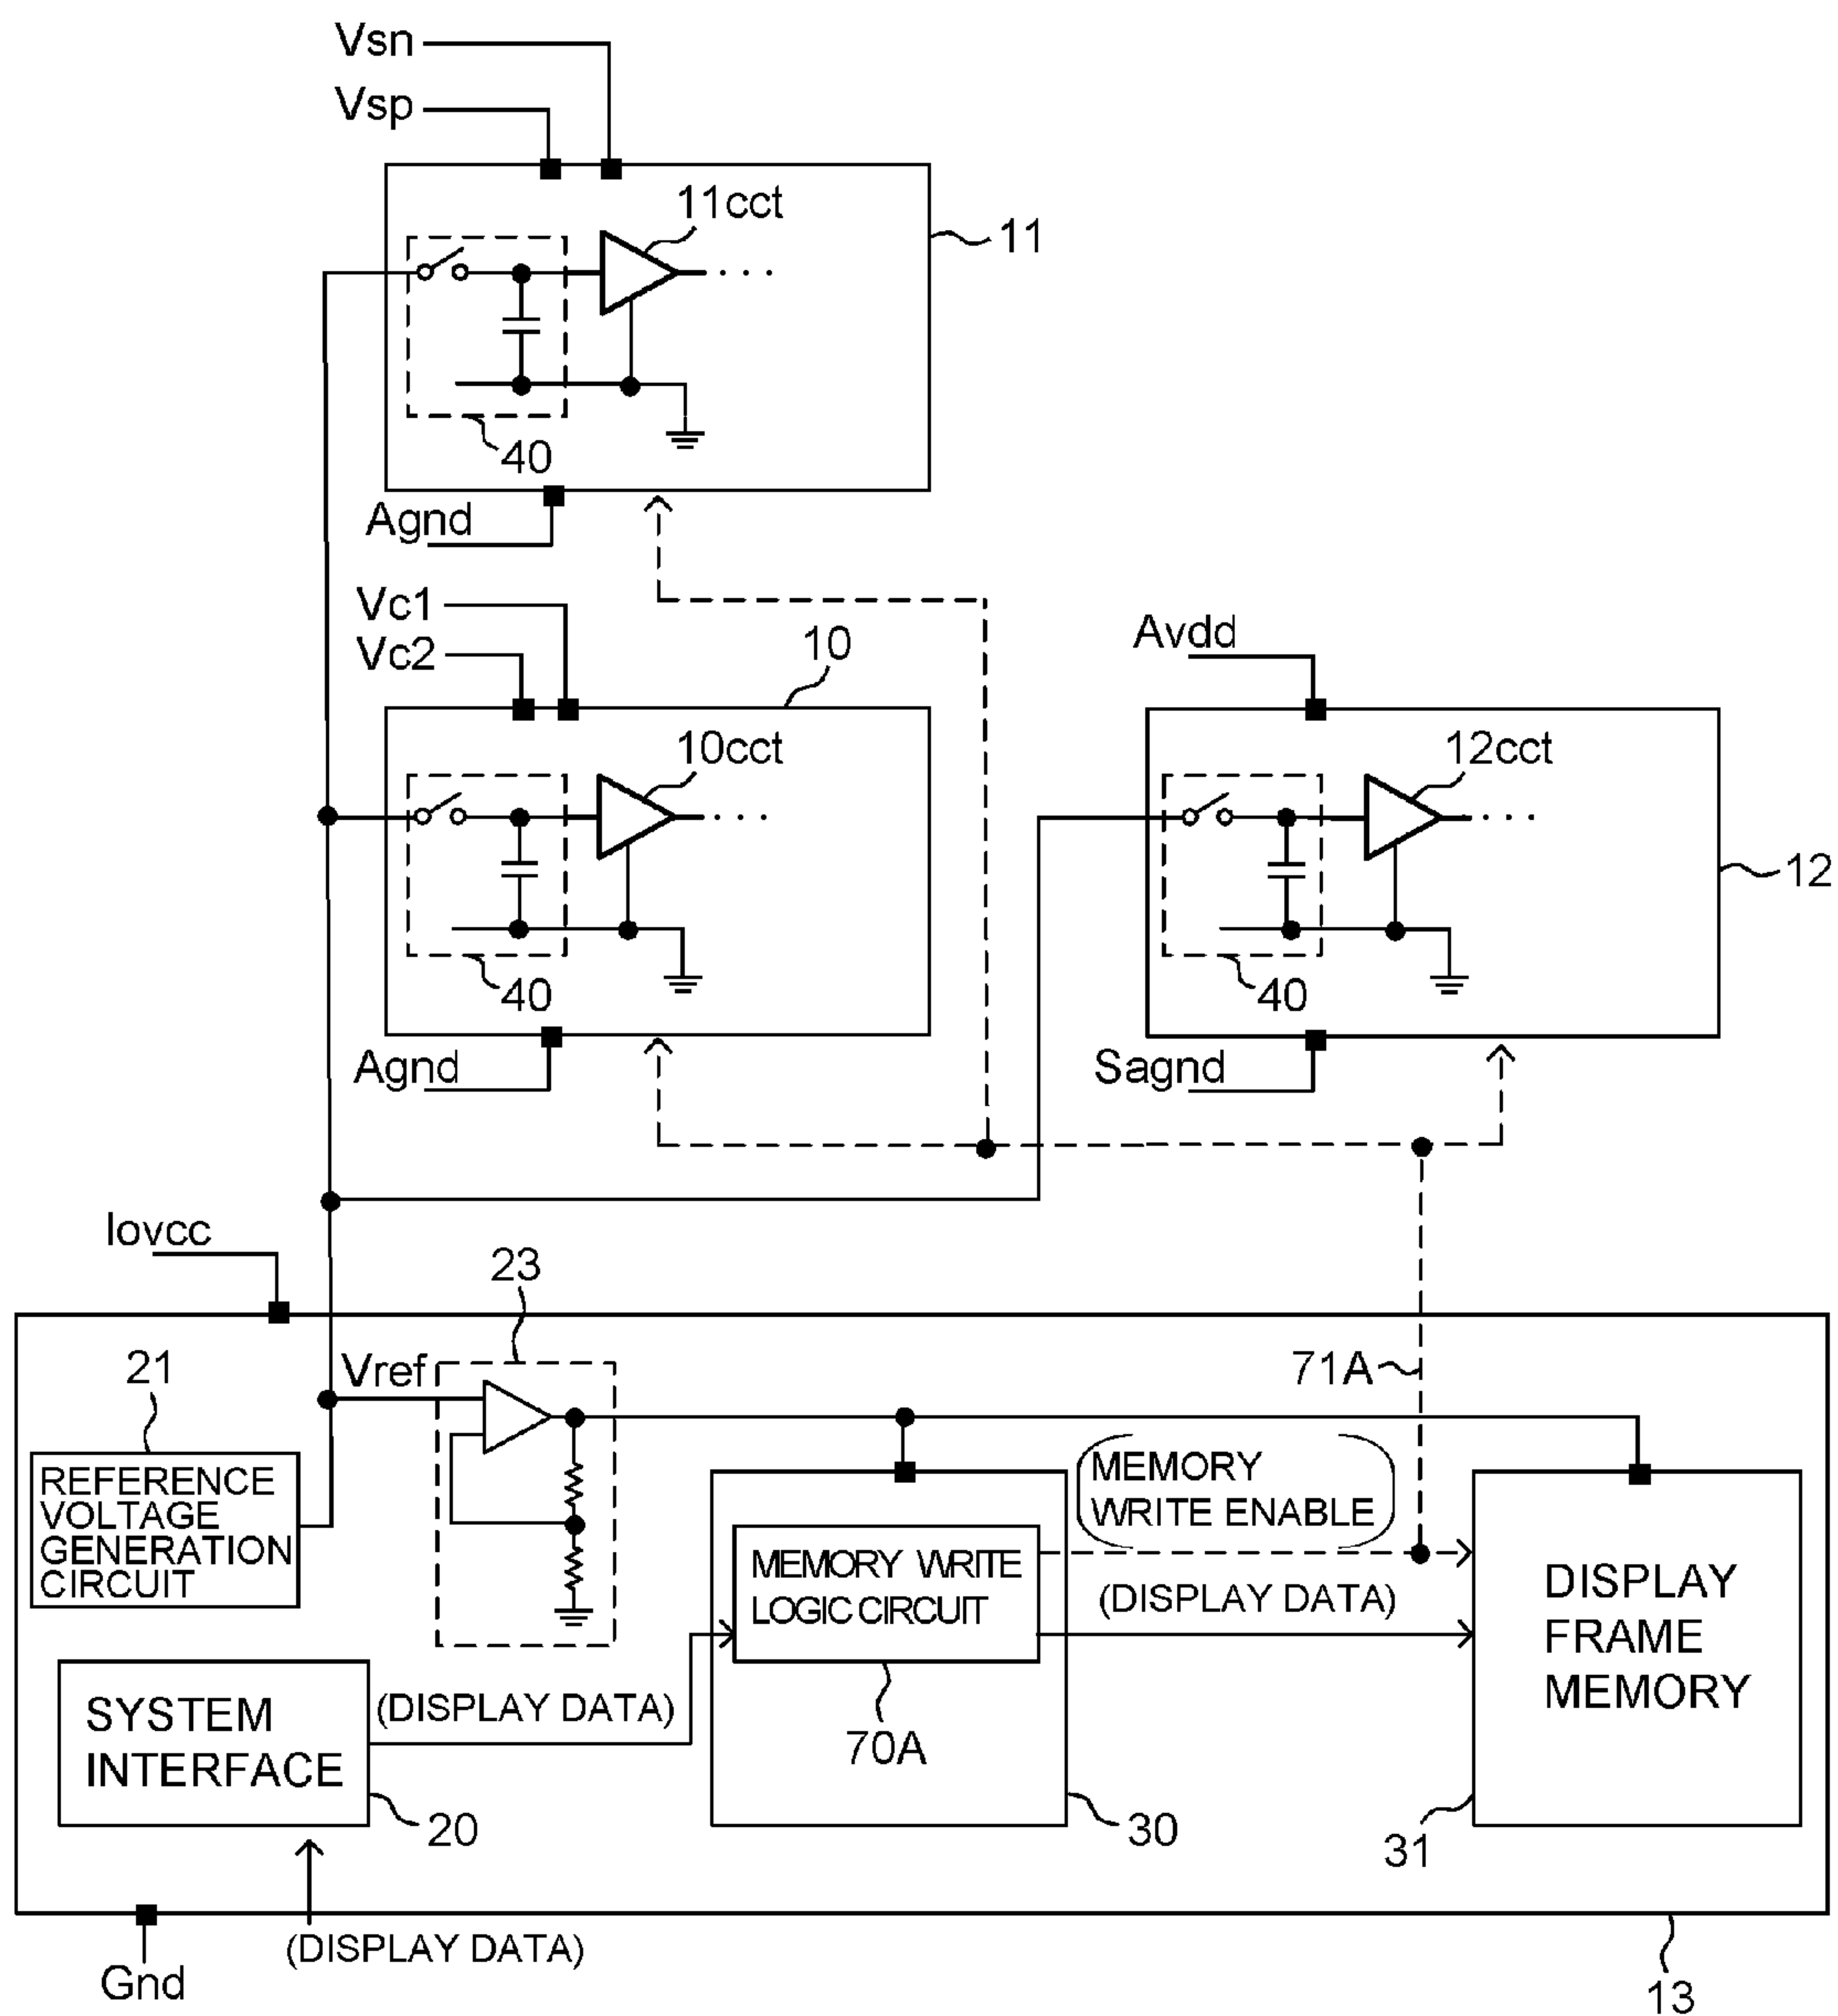 Vsn
Vsp
11cct
11
40
Agnd
Vc1
Vc2
10
Avdd
10cct
12cct
12
40
40
Agnd
Sagnd
Iovcc
23
21
Vref
71A
REFERENCE
VOLTAGE
GENERATION
CIRCUIT
MEMORY
WRITE ENABLE
MEMORY WRITE
LOGIC CIRCUIT
(DISPLAY DATA)
DISPLAY
FRAME
MEMORY
SYSTEM
INTERFACE
(DISPLAY DATA)
70A
20
30
31
(DISPLAY DATA)
Gnd
13